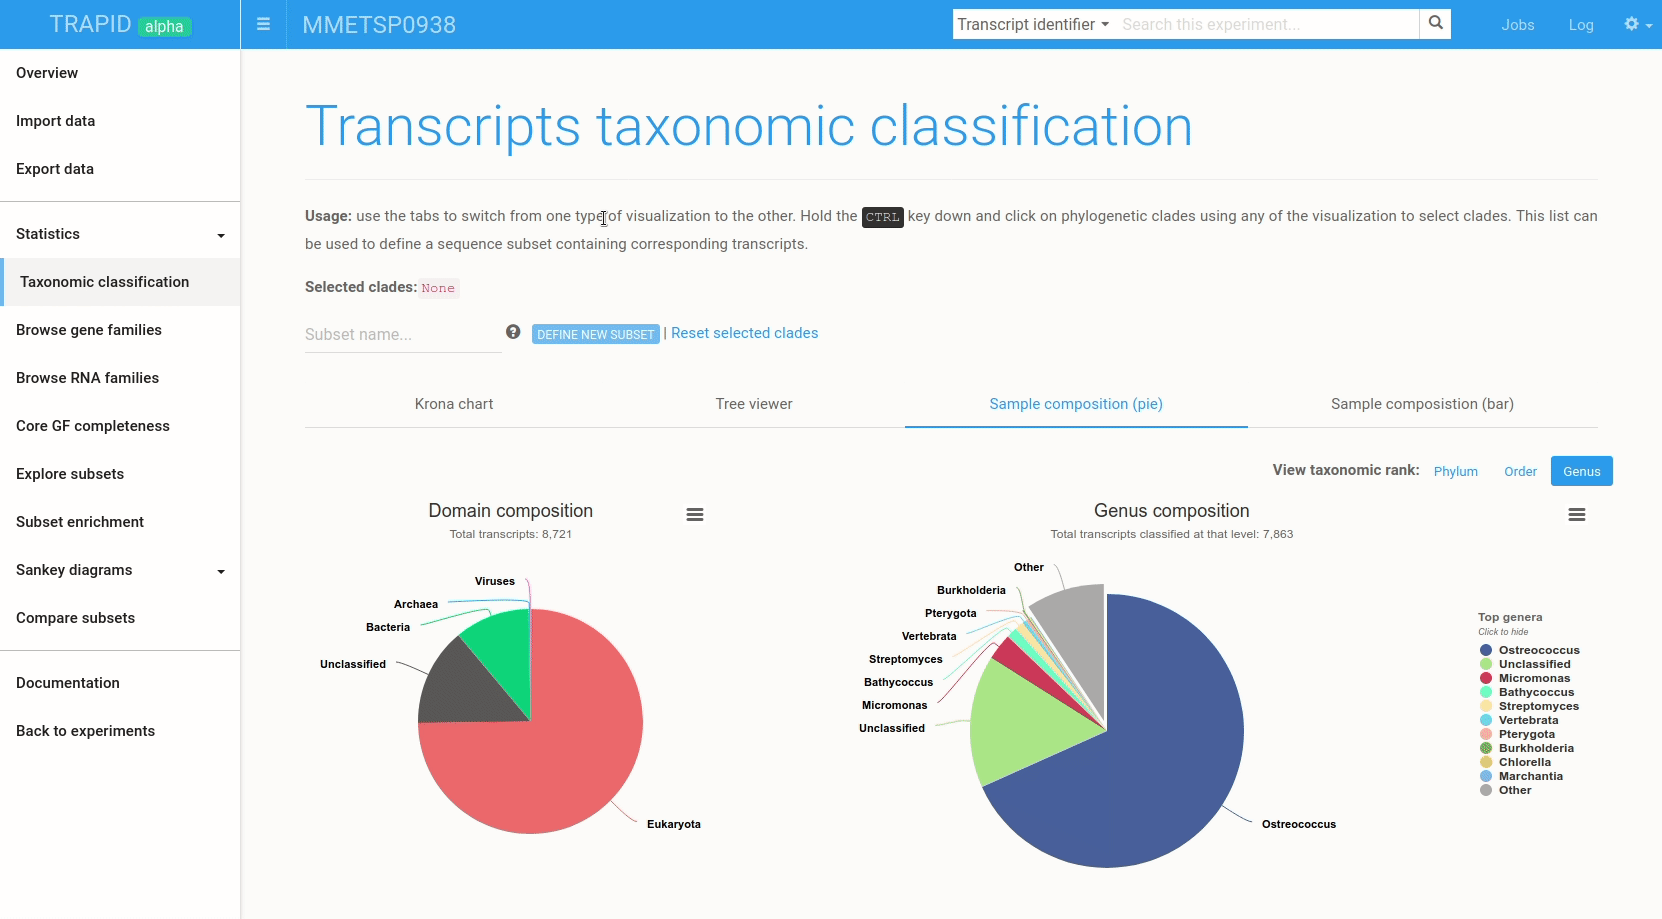 TRAPID alpha
MMETSP0938
Transcript identifier
Search this experiment...
Jobs
Log
Overview
Import data
Export data
Statistics
Taxonomic classification
Browse gene families
Browse RNA families
Core GF completeness
Explore subsets
Subset enrichment
Sankey diagrams
Compare subsets
Documentation
Back to experiments
Transcripts taxonomic classification
Usage: use the tabs to switch from one type of visualization to the other. Hold the CTRL key down and click on phylogenetic clades using any of the visualization to select clades. This list can
be used to define a sequence subset containing corresponding transcripts.
Selected clades: None
Subset name...
?
DEFINE NEW SUBSET | Reset selected clades
Krona chart
Tree viewer
Sample composition (pie)
Sample composistion (bar)
View taxonomic rank: Phylum Order Genus
Domain composition
Total transcripts: 8,721
Viruses
Archaea
Bacteria
Unclassified
Eukaryota
Genus composition
Total transcripts classified at that level: 7,863
Other
Burkholderia
Pterygota
Vertebrata
Streptomyces
Bathycoccus
Micromonas
Unclassified
Ostreococcus
Top genera
Click to hide
Ostreococcus
Unclassified
Micromonas
Bathycoccus
Streptomyces
Vertebrata
Pterygota
Burkholderia
Chlorella
Marchantia
Other